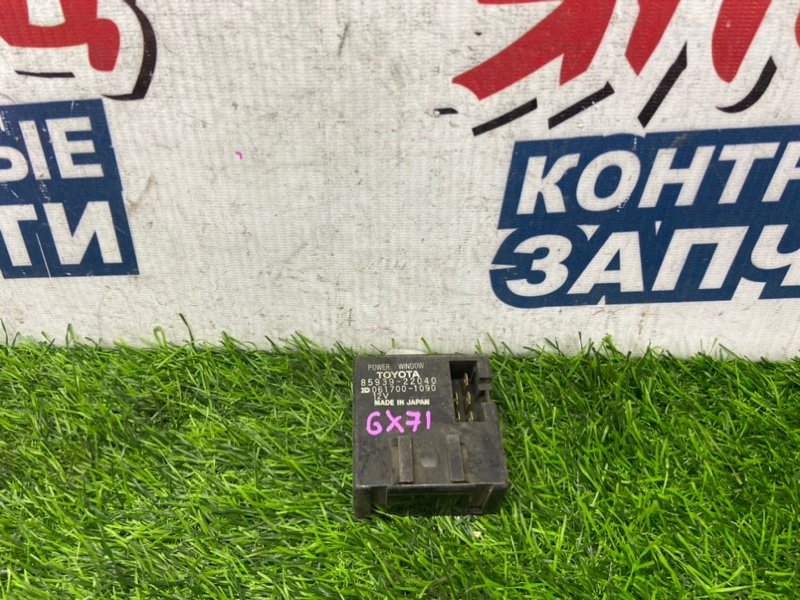 ЫЕ
ТИ
КОНТР
ЗАПЧ
POWER WINDOW
TOYOTA
85939-22040
061700-1090
12V
MADE IN JAPAN
GX71